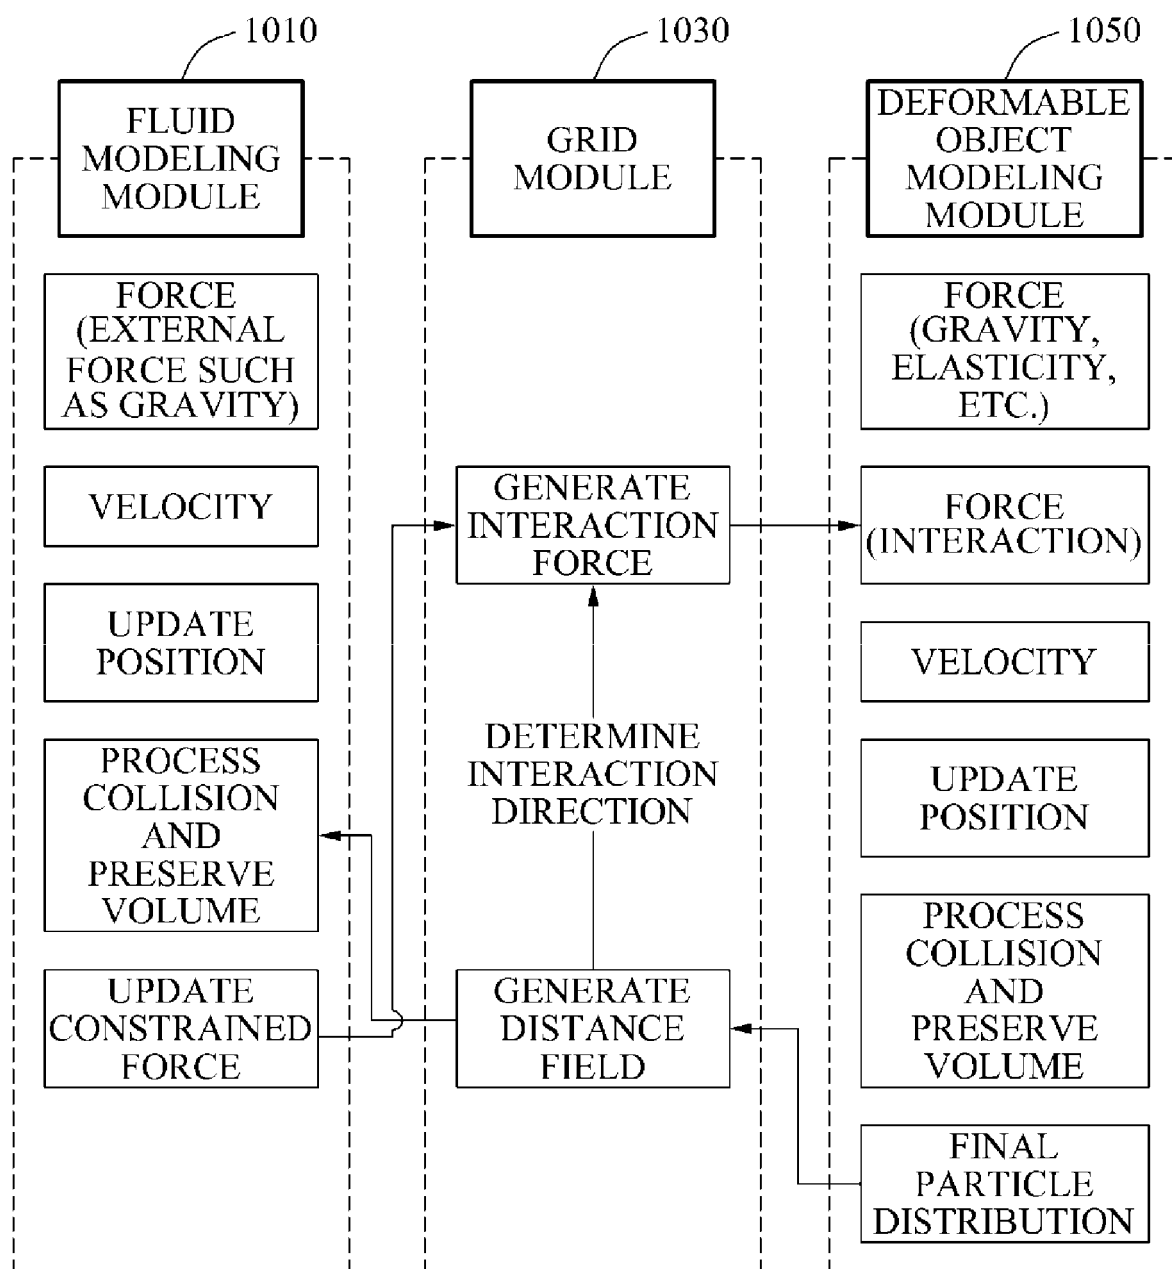 1010
FLUID
MODELING
MODULE
FORCE
(EXTERNAL
FORCE SUCH
AS GRAVITY)
VELOCITY
UPDATE
POSITION
PROCESS
COLLISION
AND
PRESERVE
VOLUME
UPDATE
CONSTRAINED
FORCE
1030
GRID
MODULE
GENERATE
INTERACTION
FORCE
DETERMINE
INTERACTION
DIRECTION
GENERATE
DISTANCE
FIELD
1050
DEFORMABLE
OBJECT
MODELING
MODULE
FORCE
(GRAVITY,
ELASTICITY,
ETC.)
FORCE
(INTERACTION)
VELOCITY
UPDATE
POSITION
PROCESS
COLLISION
AND
PRESERVE
VOLUME
FINAL
PARTICLE
DISTRIBUTION